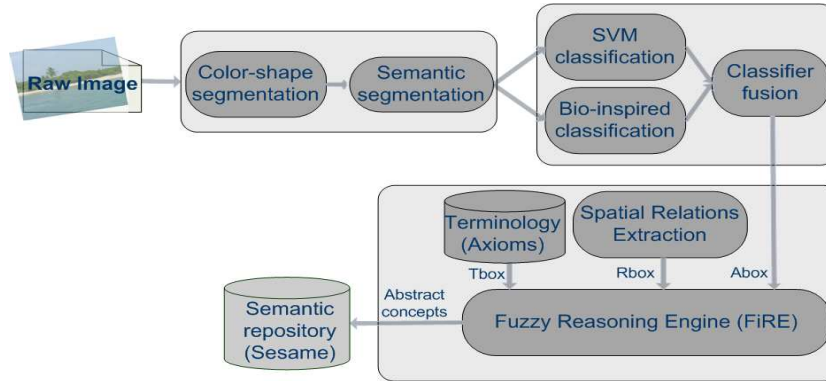 Raw Image
Color-shape
segmentation
Semantic
segmentation
SVM
classification
Bio-inspired
classification
Classifier
fusion
Terminology
(Axioms)
Spatial Relations
Extraction
Tbox
Rbox
Abox
Fuzzy Reasoning Engine (FiRE)
Abstract
concepts
Semantic
repository
(Sesame)